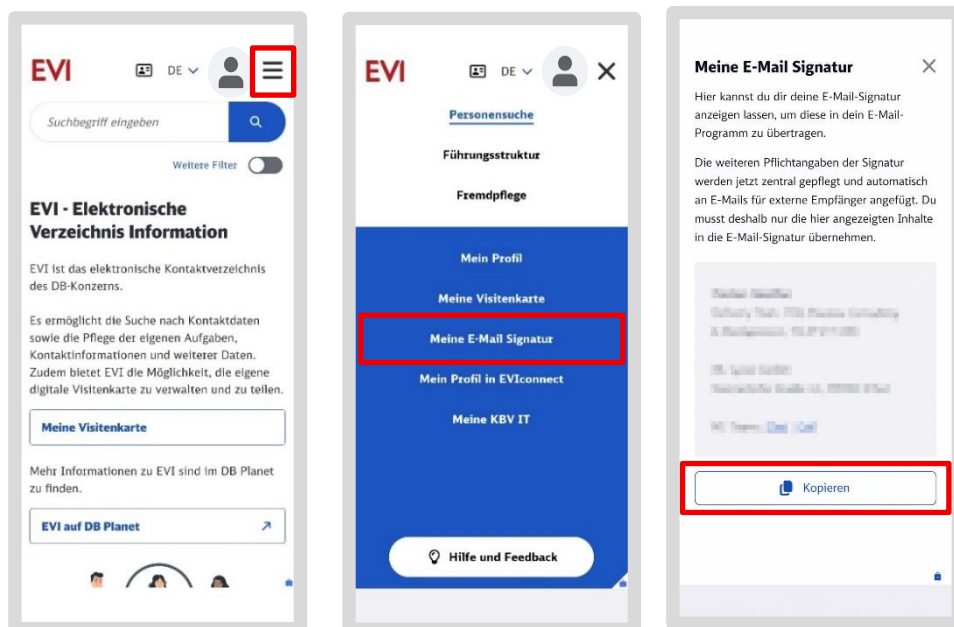 EVI
DE
Suchbegriff eingeben
Weitere Filter
EVI - Elektronische
Verzeichnis Information
EVI ist das elektronische Kontaktverzeichnis
des DB-Konzerns.
Es ermöglicht die Suche nach Kontaktdaten
sowie die Pflege der eigenen Aufgaben,
Kontaktinformationen und weiterer Daten.
Zudem bietet EVI die Möglichkeit, die eigene
digitale Visitenkarte zu verwalten und zu teilen.
Meine Visitenkarte
Mehr Informationen zu EVI sind im DB Planet
zu finden.
EVI auf DB Planet
EVI
DE
Personensuche
Führungsstruktur
Fremdpflege
Mein Profil
Meine Visitenkarte
Meine E-Mail Signatur
Mein Profil in EVIconnect
Meine KBV IT
Hilfe und Feedback
Meine E-Mail Signatur
Hier kannst du dir deine E-Mail-Signatur
anzeigen lassen, um diese in dein E-Mail-
Programm zu übertragen.
Die weiteren Pflichtangaben der Signatur
werden jetzt zentral gepflegt und automatisch
an E-Mails für externe Empfänger angefügt. Du
musst deshalb nur die hier angezeigten Inhalte
in die E-Mail-Signatur übernehmen.
Kopieren